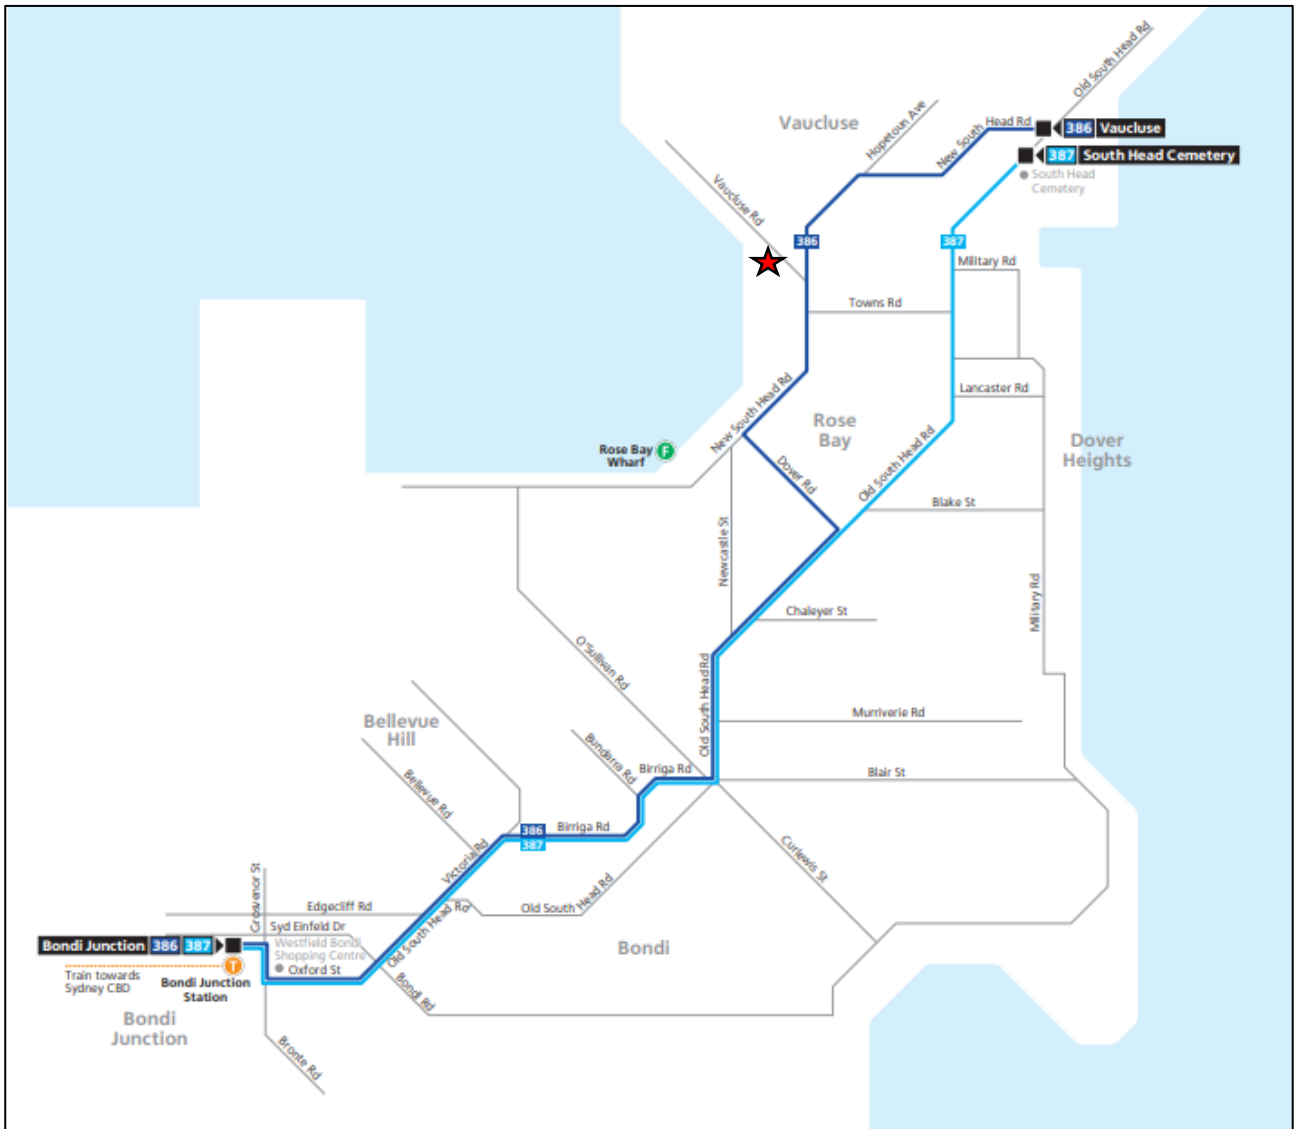 Old South Head Rd
Vaucluse
Hopetoun Ave
New South
Head Rd
386 Vaucluse
387 South Head Cemetery
South Head
Cemetery
Vaucluse Rd
386
387
Military Rd
Towns Rd
New South Head Rd
Lancaster Rd
Rose
Bay
Dover
Heights
Rose Bay
Wharf
F
Dover Rd
Old South Head Rd
Blake St
Newcastle St
Military Rd
Chaleyer St
O'Sullivan Rd
Old South Head Rd
Murriverie Rd
Bellevue
Hill
Bundarra Rd
Birriga Rd
Blair St
Bellevue Rd
386
387
Birriga Rd
Victoria Rd
Curlewis St
Grosvenor St
Edgecliff Rd
Old South Head Rd
Old South Head Rd
Syd Einfeld Dr
Bondi Junction 386 387
Westfield Bondi
Shopping Centre
Oxford St
Bondi
T
Train towards
Sydney CBD
Bondi Junction
Station
Bondi Rd
Bondi
Junction
Bronte Rd